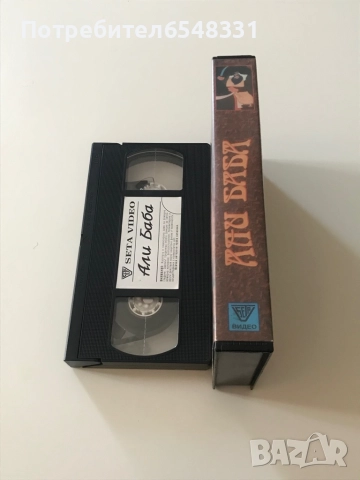 Потребител6548331
SETA VIDEO
Али Баба
АЛИ БАБА
ВИДЕО
BAZAR